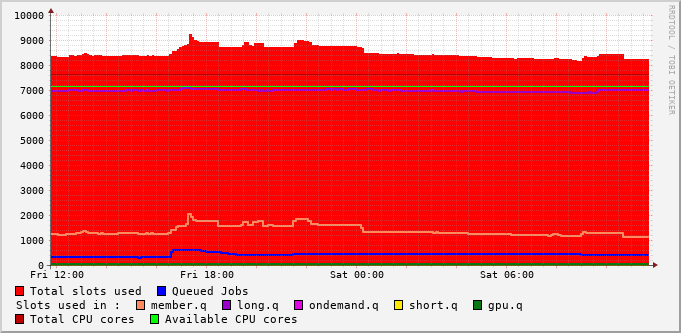 10000
9000
8000
7000
6000
5000
4000
3000
2000
1000
0
Fri 12:00 Fri 18:00 Sat 00:00 Sat 06:00
Total slots used Queued Jobs
Slots used in : member.q long.q ondemand.q short.q gpu.q
Total CPU cores Available CPU cores
RRDTOOL / TOBI OETIKER